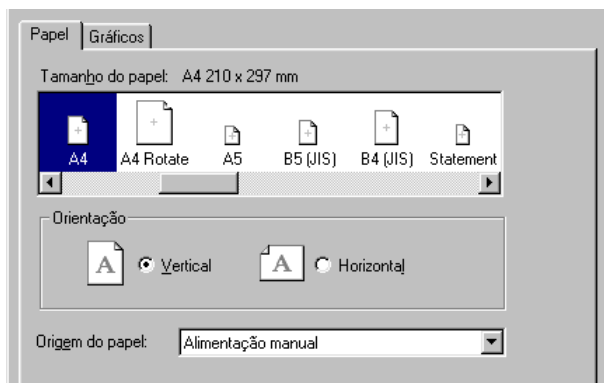 Papel Gráficos
Tamanho do papel: A4 210 x 297 mm
A4 A4 Rotate A5 B5 (JIS) B4 (JIS) Statement
Orientação
A Vertical A Horizontal
Origem do papel: Alimentação manual